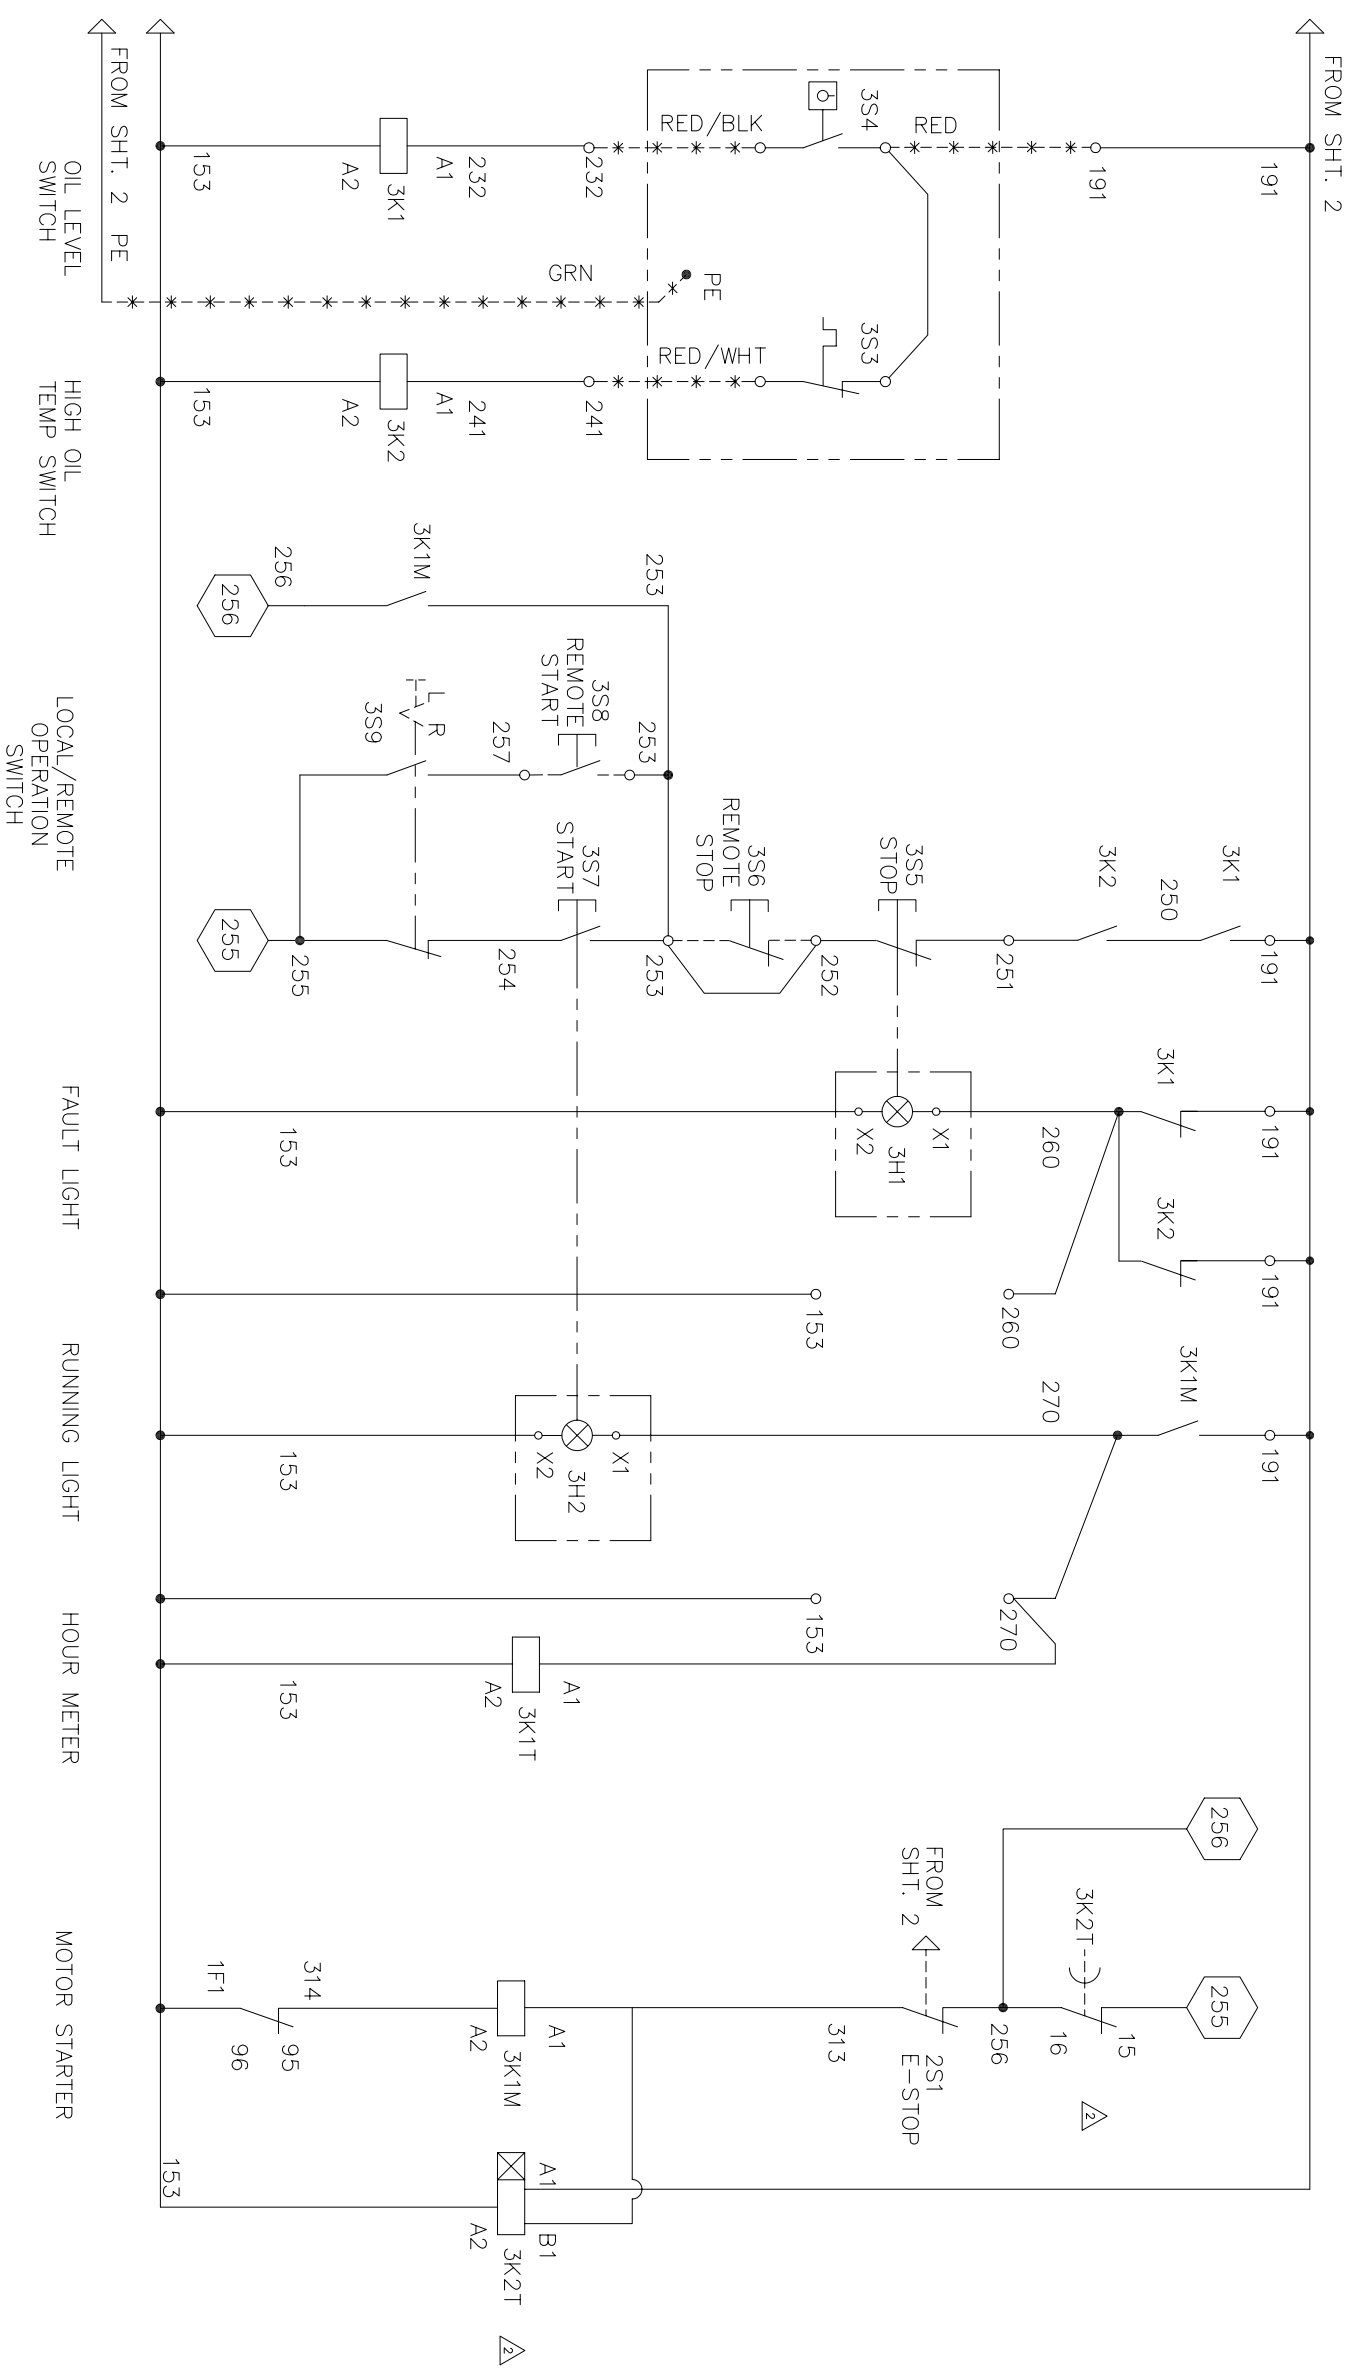 FROM SHT. 2
191
191
RED
3S4
RED/BLK
232
232
A1
3K1
A2
153
OIL LEVEL
SWITCH
FROM SHT. 2 PE
PE
GRN
3S3
RED/WHT
241
241
A1
3K2
A2
153
HIGH OIL
TEMP SWITCH
253
3K1M
256
256
253
3S8
REMOTE
START
257
L
R
3S9
LOCAL/REMOTE
OPERATION
SWITCH
191
3K1
250
3K2
251
3S5
STOP
252
3S6
REMOTE
STOP
253
3S7
START
254
255
255
191
3K1
260
X1
3H1
X2
153
FAULT LIGHT
191
3K2
260
153
191
3K1M
270
X1
3H2
X2
153
RUNNING LIGHT
270
153
A1
3K1T
A2
153
HOUR METER
256
255
3K2T
15
16
2
256
FROM
SHT. 2
2S1
E-STOP
313
A1
3K1M
A2
314
95
1F1
96
MOTOR STARTER
A1
B1
3K2T
A2
2
153